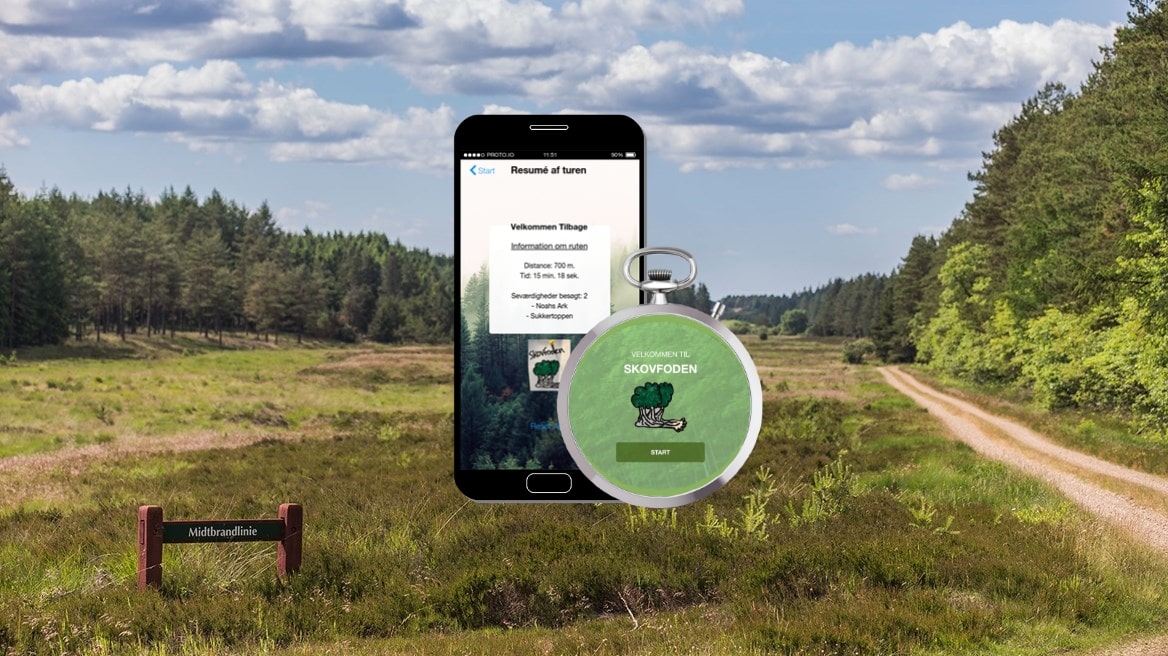 PROTO.IO 11:51 90%
Start Resumé af turen
Velkommen Tilbage
Information om ruten
Distance: 700 m.
Tid: 15 min. 18 sek.
Seværdigheder besøgt: 2
- Noahs Ark
- Sukkertoppen
SKOVFODEN
VELKOMMEN TIL
SKOVFODEN
START
Midtbrandlinie